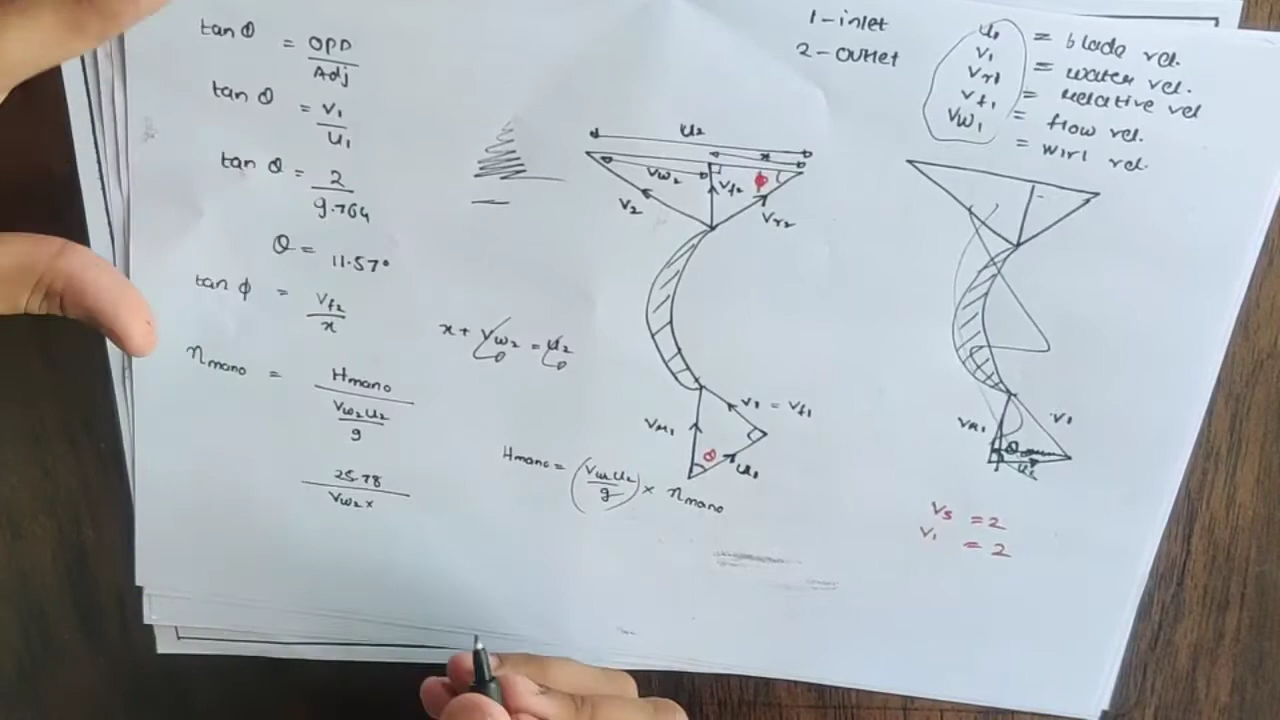 tan θ = OPP / Adj
tan θ = V₁ / U₁
tan θ = 2 / 9.764
θ = 11.57°
tan ϕ = Vf₂ / x
ηmano = Hmano / (Vw₂ U₂ / g)
25.78 / Vw₂ x
x + Vw₂ = U₂
Hmano = (Vw₂ U₂ / g) × ηmano
U₂
x
Vw₂
Vf₂
ϕ
V₂
Vr₂
V1 = Vf₁
Vr₁
θ
U₁
1-inlet
2-outlet
= blade vel.
V₁ = water vel.
Vr₁ = relative vel
Vf₁ = flow vel.
Vw₁ = wirl vel.
Vr₁
V₁
θ
Vs = 2
V₁ = 2